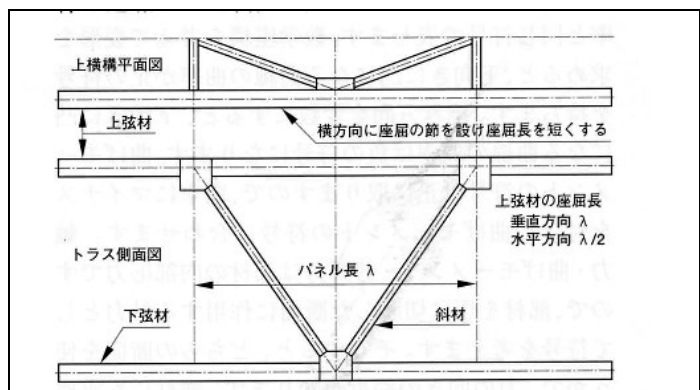 上横構平面図
上弦材
横方向に座屈の節を設け座屈長を短くする
上弦材の座屈長
垂直方向 λ
水平方向 λ/2
トラス側面図
パネル長 λ
下弦材
斜材